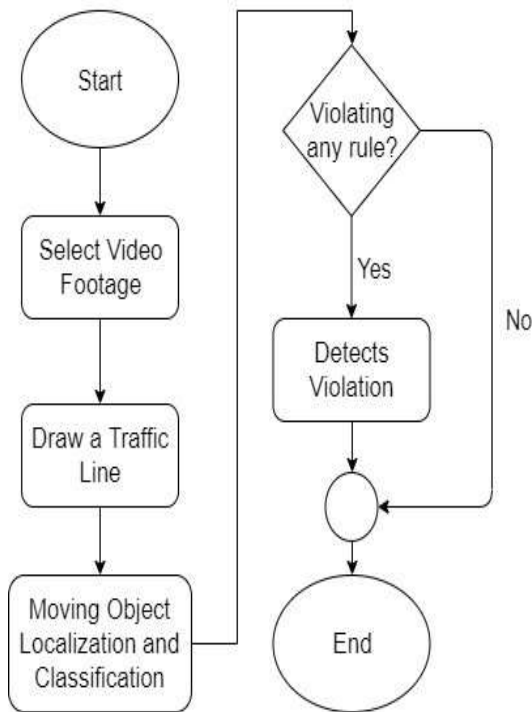 Start
Select Video
Footage
Draw a Traffic
Line
Moving Object
Localization and
Classification
Violating
any rule?
Yes
No
Detects
Violation
End